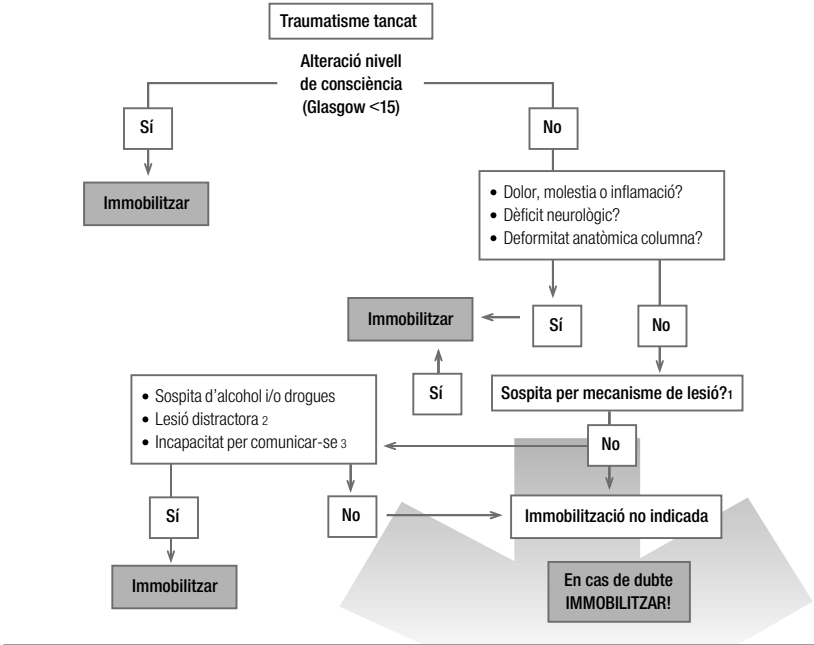 Traumatisme tancat
Alteració nivell
de consciència
(Glasgow <15)
Sí
No
Immobilitzar
• Dolor, molestia o inflamació?
• Dèficit neurològic?
• Deformitat anatòmica columna?
Immobilitzar
Sí
No
Sí
Sospita per mecanisme de lesió?1
• Sospita d’alcohol i/o drogues
• Lesió distractora 2
• Incapacitat per comunicar-se 3
No
Sí
No
Immobilització no indicada
Immobilitzar
En cas de dubte
IMMOBILITZAR!